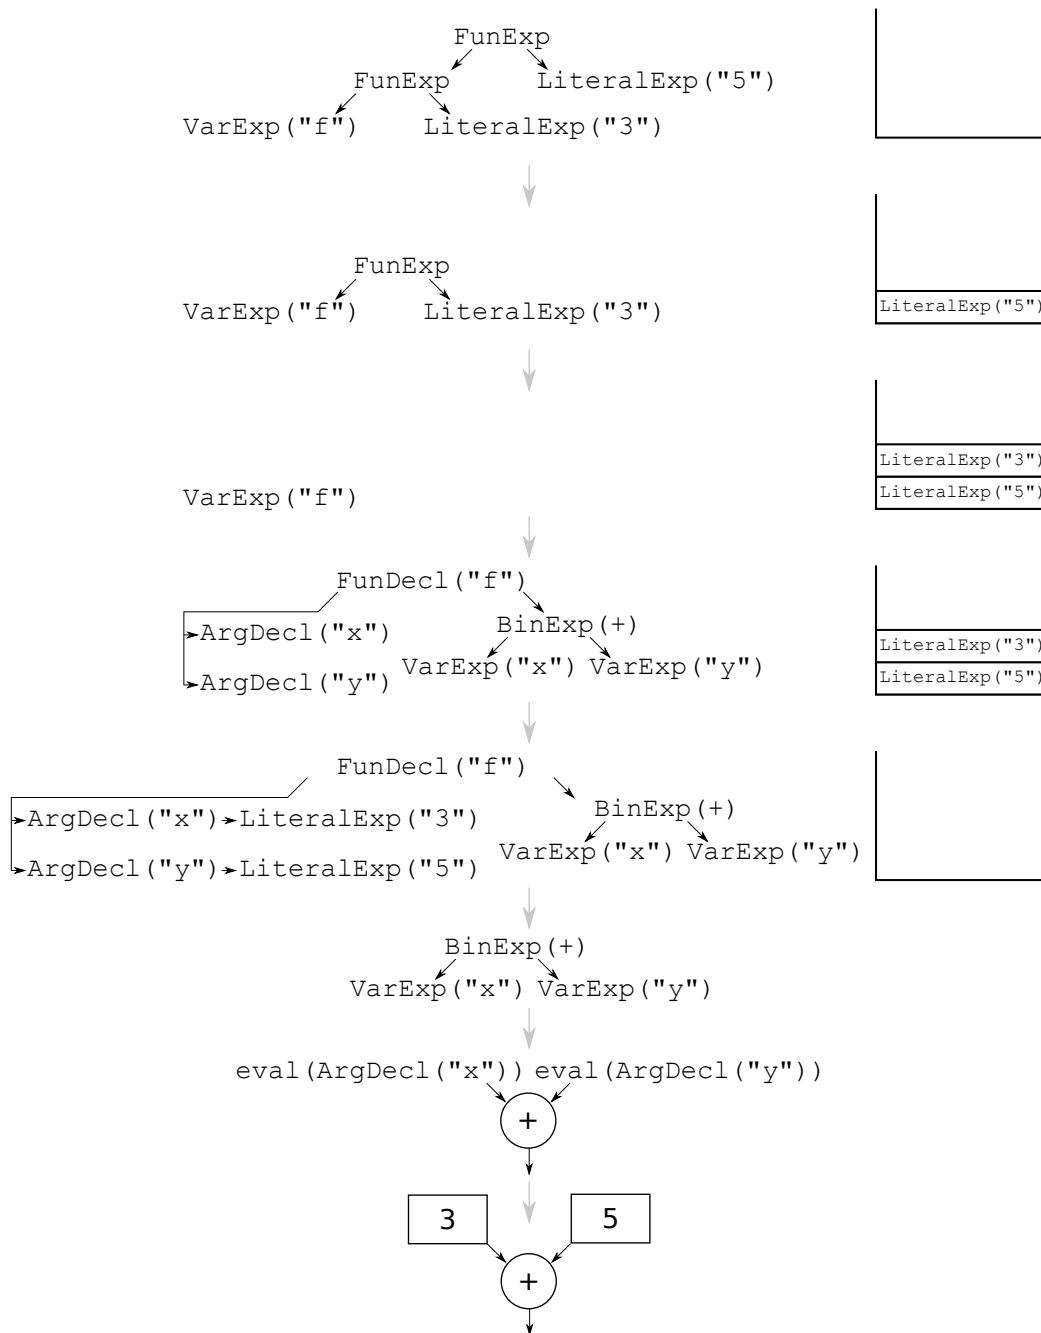 FunExp
FunExp LiteralExp("5")
VarExp("f") LiteralExp("3")
FunExp
VarExp("f") LiteralExp("3") LiteralExp("5")
LiteralExp("3")
VarExp("f") LiteralExp("5")
FunDecl("f")
ArgDecl("x") BinExp(+) LiteralExp("3")
VarExp("x") VarExp("y")
ArgDecl("y") LiteralExp("5")
FunDecl("f")
BinExp(+)
ArgDecl("x") LiteralExp("3")
VarExp("x") VarExp("y")
ArgDecl("y") LiteralExp("5")
BinExp(+)
VarExp("x") VarExp("y")
eval(ArgDecl("x")) eval(ArgDecl("y"))
+
3 5
+